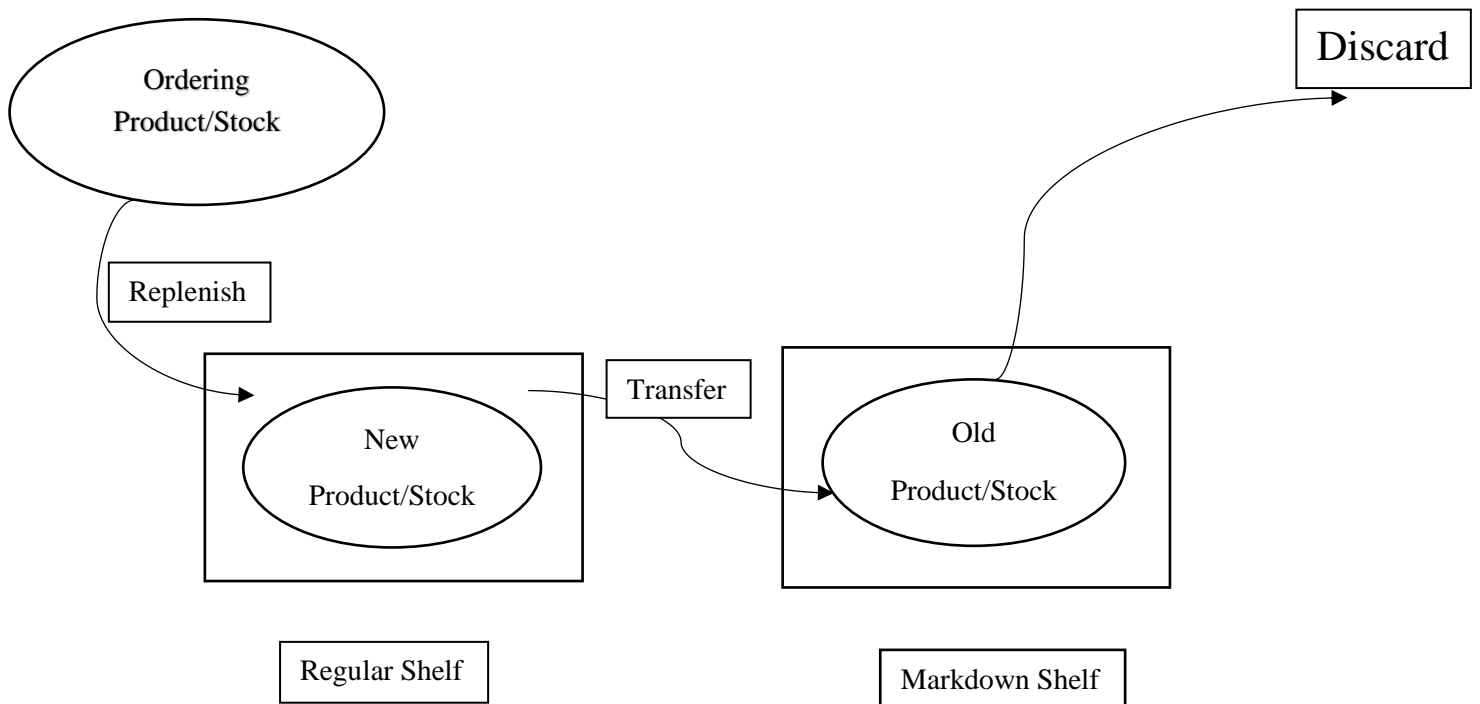 Ordering
Product/Stock
Discard
Replenish
Transfer
New
Product/Stock
Old
Product/Stock
Regular Shelf
Markdown Shelf